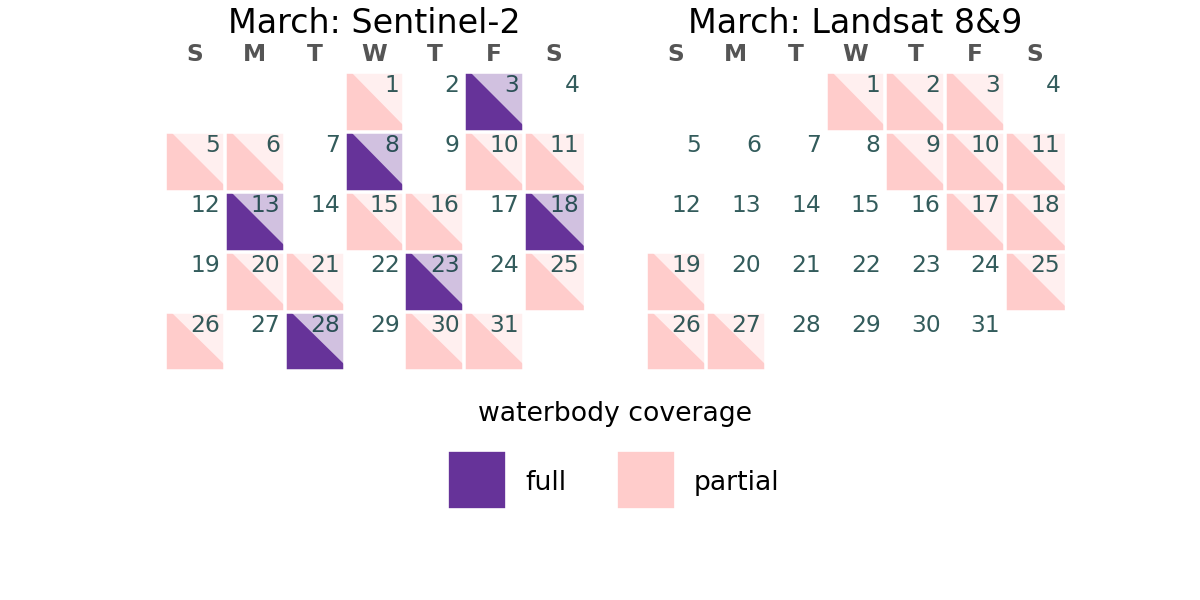 March: Sentinel-2
S M T W T F S
1 2 3 4
5 6 7 8 9 10 11
12 13 14 15 16 17 18
19 20 21 22 23 24 25
26 27 28 29 30 31
March: Landsat 8&9
S M T W T F S
1 2 3 4
5 6 7 8 9 10 11
12 13 14 15 16 17 18
19 20 21 22 23 24 25
26 27 28 29 30 31
waterbody coverage
full
partial